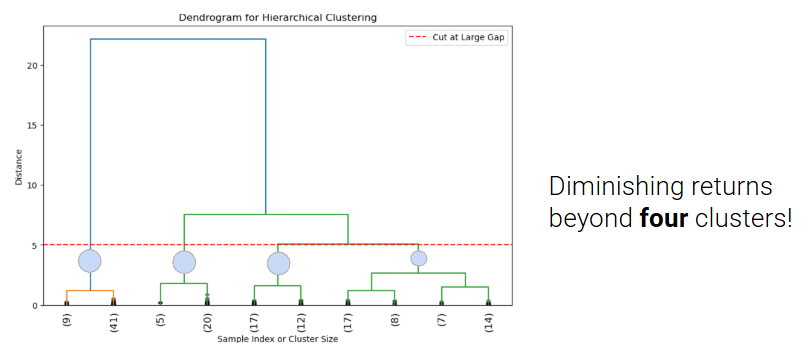 Dendrogram for Hierarchical Clustering
Cut at Large Gap
Distance
20
15
10
5
0
(9)
(41)
(5)
(20)
(17)
(12)
(17)
(8)
(7)
(14)
Sample Index or Cluster Size
Diminishing returns
beyond four clusters!